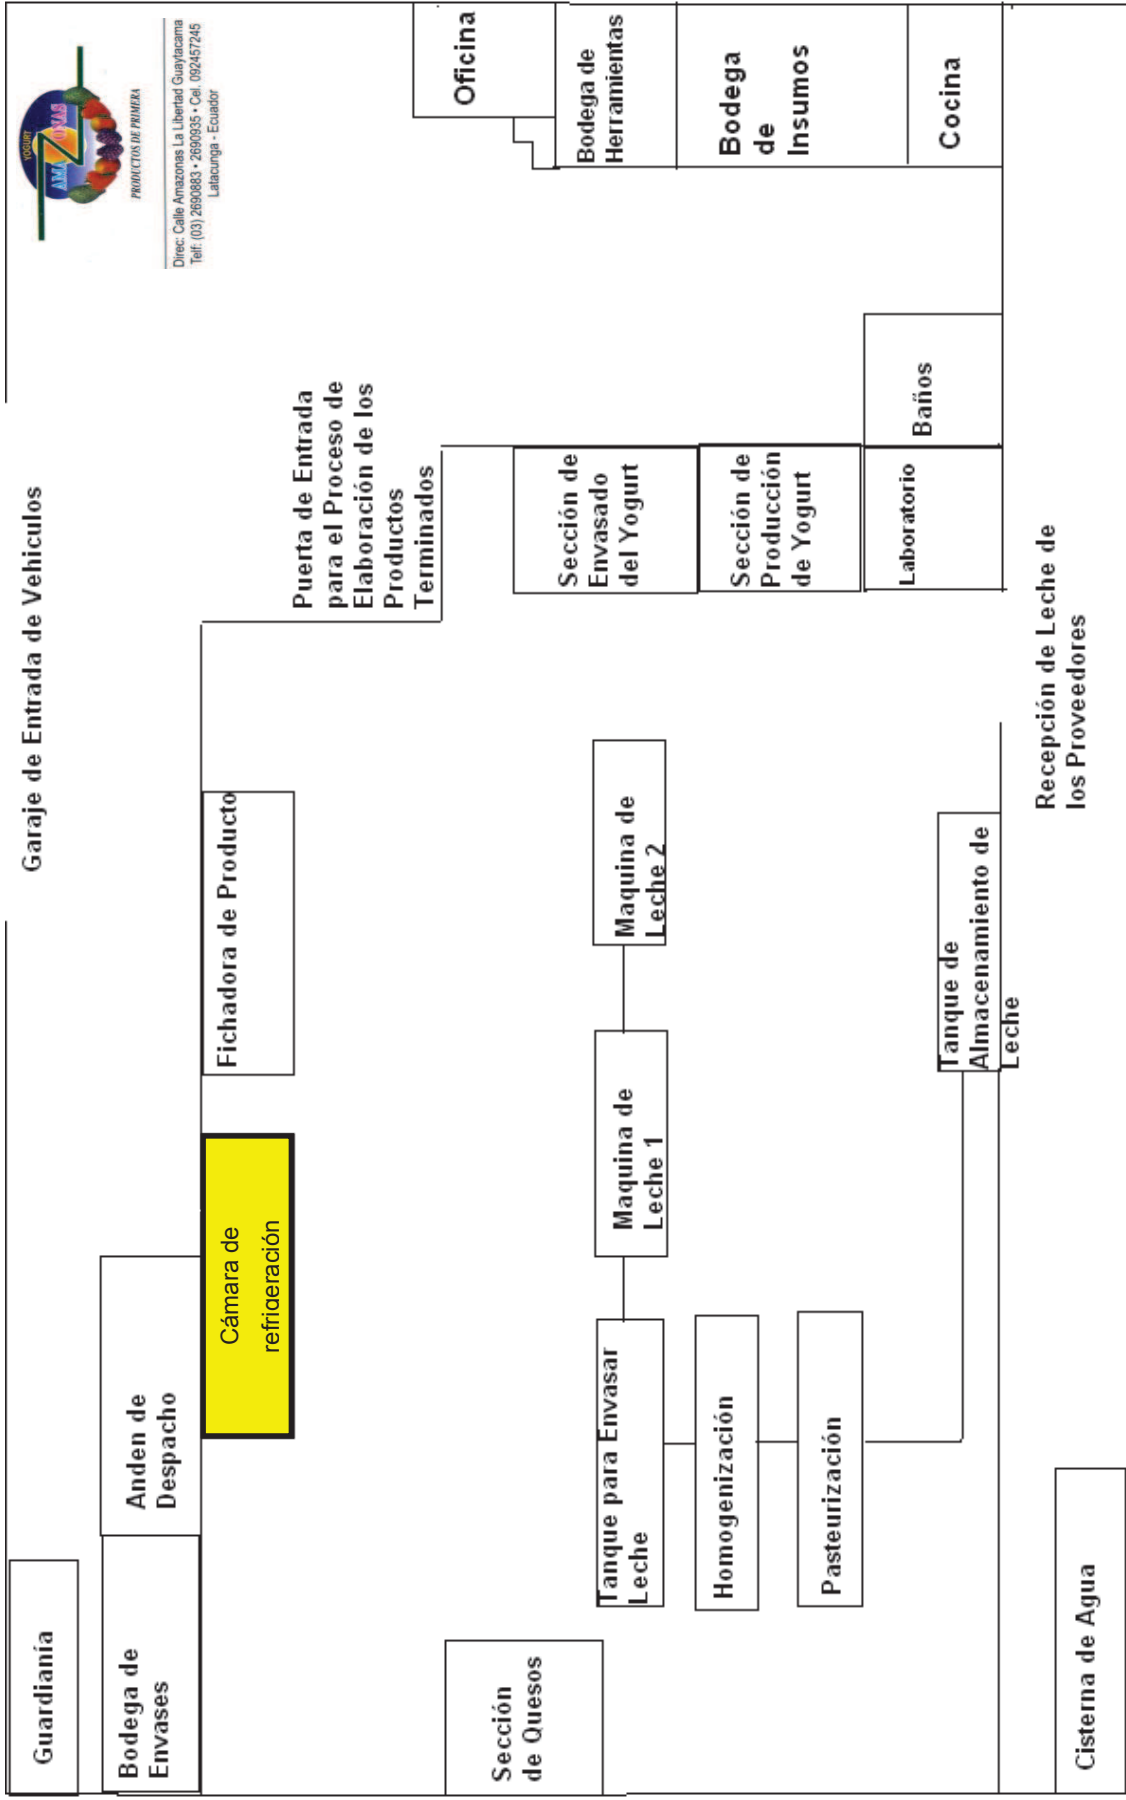 Garaje de Entrada de Vehiculos
YOGURT
AMAZONAS
PRODUCTOS DE PRIMERA
Direc: Calle Amazonas La Libertad Guaytacama
Telf: (03) 2690883 • 2690935 • Cel. 092457245
Latacunga - Ecuador
Guardianía
Bodega de
Envases
Anden de
Despacho
Cámara de
refrigeración
Fichadora de Producto
Puerta de Entrada
para el Proceso de
Elaboración de los
Productos
Terminados
Oficina
Bodega de
Herramientas
Bodega
de
Insumos
Cocina
Sección
de Quesos
Tanque para Envasar
Leche
Maquina de
Leche 1
Maquina de
Leche 2
Sección de
Envasado
del Yogurt
Homogenización
Sección de
Producción
de Yogurt
Pasteurización
Laboratorio
Baños
Tanque de
Almacenamiento de
Leche
Recepción de Leche de
los Proveedores
Cisterna de Agua